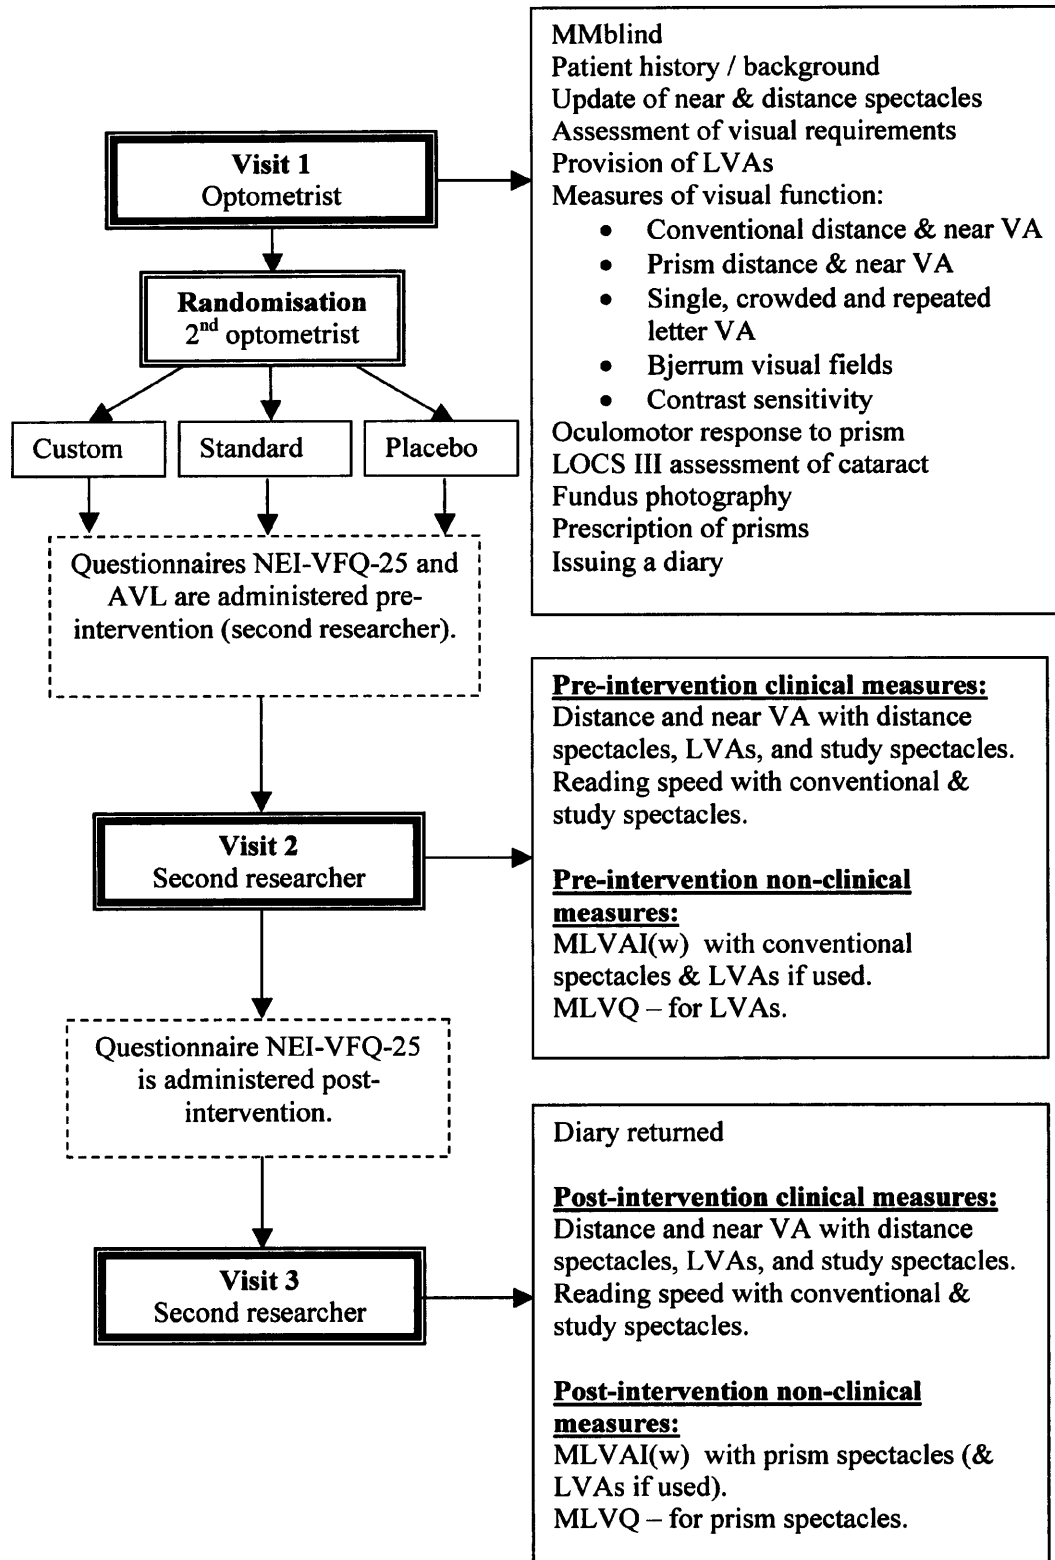 Visit 1
Optometrist
MMblind
Patient history / background
Update of near & distance spectacles
Assessment of visual requirements
Provision of LVAs
Measures of visual function:
• Conventional distance & near VA
• Prism distance & near VA
• Single, crowded and repeated
letter VA
• Bjerrum visual fields
• Contrast sensitivity
Oculomotor response to prism
LOCS III assessment of cataract
Fundus photography
Prescription of prisms
Issuing a diary
Randomisation
2nd optometrist
Custom
Standard
Placebo
Questionnaires NEI-VFQ-25 and
AVL are administered pre-
intervention (second researcher).
Visit 2
Second researcher
Pre-intervention clinical measures:
Distance and near VA with distance
spectacles, LVAs, and study spectacles.
Reading speed with conventional &
study spectacles.
Pre-intervention non-clinical
measures:
MLVAI(w) with conventional
spectacles & LVAs if used.
MLVQ – for LVAs.
Questionnaire NEI-VFQ-25
is administered post-
intervention.
Visit 3
Second researcher
Diary returned
Post-intervention clinical measures:
Distance and near VA with distance
spectacles, LVAs, and study spectacles.
Reading speed with conventional &
study spectacles.
Post-intervention non-clinical
measures:
MLVAI(w) with prism spectacles (&
LVAs if used).
MLVQ – for prism spectacles.